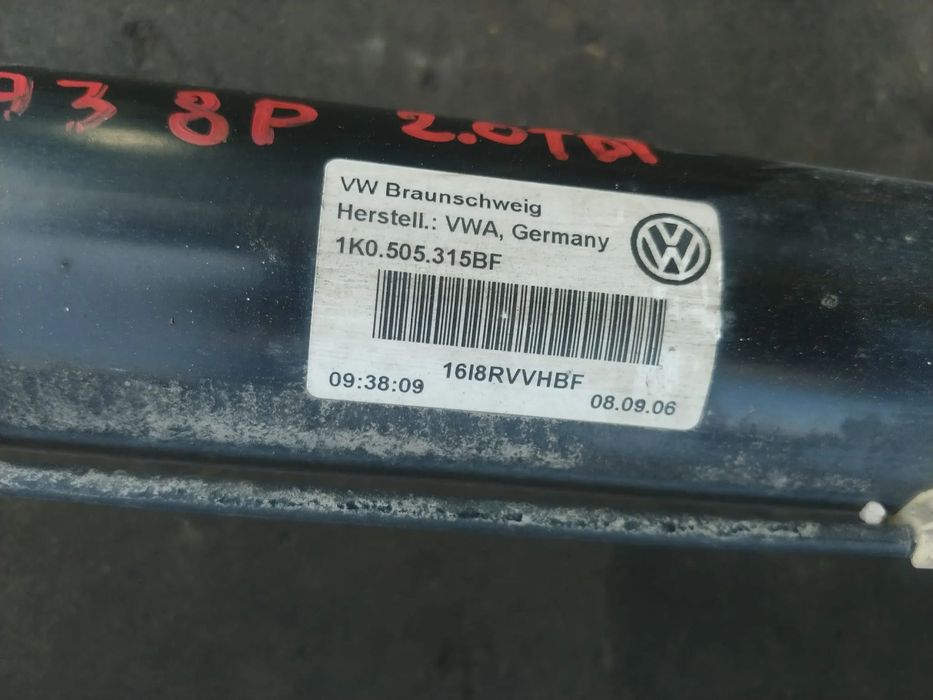 A3 8P 2.0TDI
VW Braunschweig
Herstell.: VWA, Germany
1K0.505.315BF
16I8RVVHBF
09:38:09
08.09.06